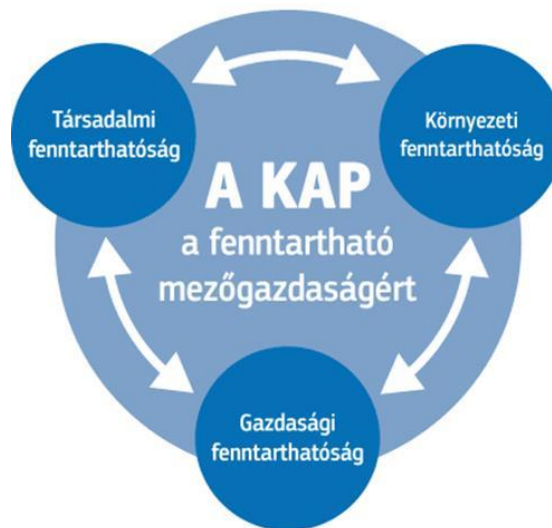 Társadalmi
fenntarthatóság
Környezeti
fenntarthatóság
A KAP
a fenntartható
mezőgazdaságért
Gazdasági
fenntarthatóság